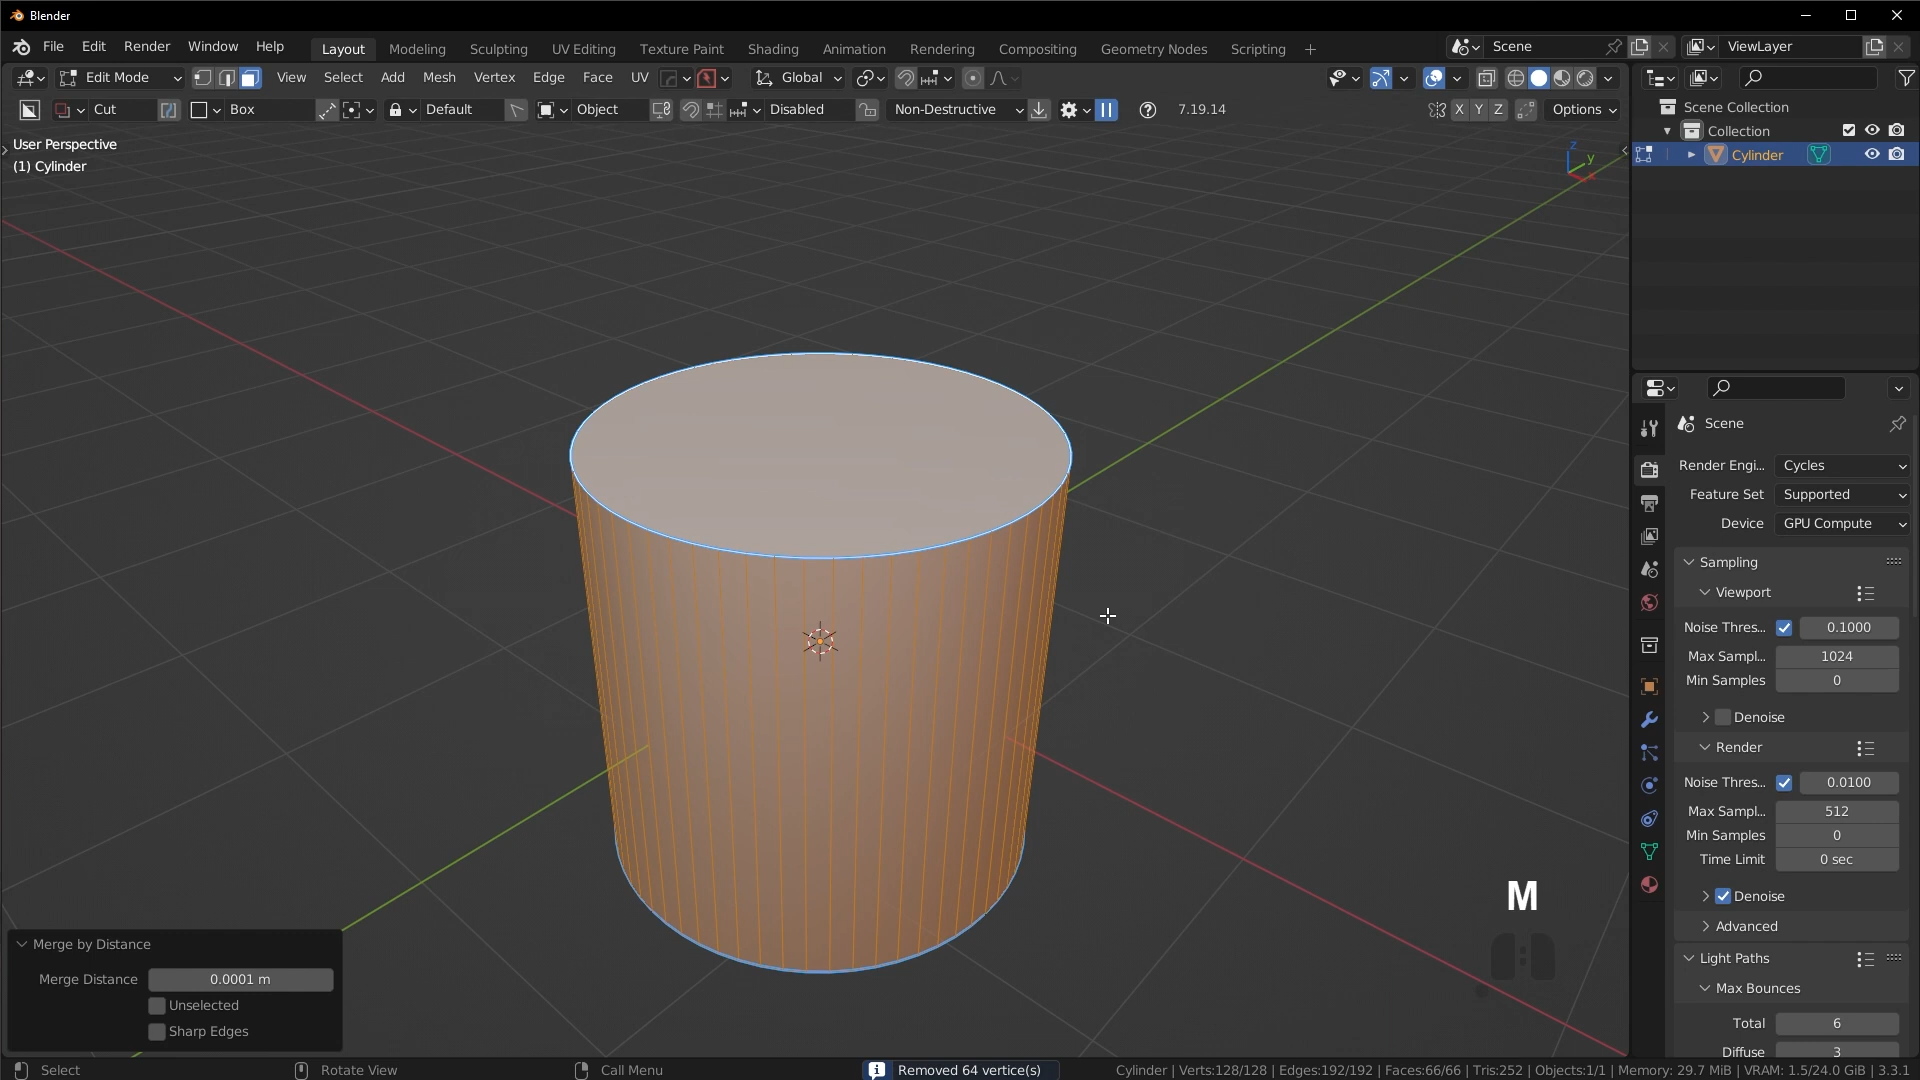 Blender
File Edit Render Window Help
Layout Modeling Sculpting UV Editing Texture Paint Shading Animation Rendering Compositing Geometry Nodes Scripting +
Scene
ViewLayer
Edit Mode View Select Add Mesh Vertex Edge Face UV Global
Cut Box Default Object Disabled Non-Destructive 7.19.14 X Y Z Options
User Perspective
(1) Cylinder
Z
Y
X
Scene Collection
Collection
Cylinder
Scene
Render Engi... Cycles
Feature Set Supported
Device GPU Compute
Sampling
Viewport
Noise Thres... 0.1000
Max Sampl... 1024
Min Samples 0
Denoise
Render
Noise Thres... 0.0100
Max Sampl... 512
Min Samples 0
Time Limit 0 sec
Denoise
Advanced
Light Paths
Max Bounces
Total 6
Diffuse 3
M
Merge by Distance
Merge Distance 0.0001 m
Unselected
Sharp Edges
Select Rotate View Call Menu Removed 64 vertice(s) Cylinder | Verts:128/128 | Edges:192/192 | Faces:66/66 | Tris:252 | Objects:1/1 | Memory: 29.7 MiB | VRAM: 1.5/24.0 GiB | 3.3.1